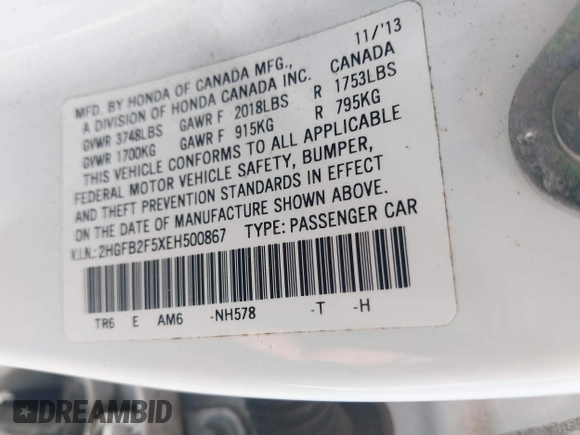 11/'13
MFD. BY HONDA OF CANADA MFG.,
A DIVISION OF HONDA CANADA INC. CANADA
GVWR 3748LBS GAWR F 2018LBS R 1753LBS
GVWR 1700KG GAWR F 915KG R 795KG
THIS VEHICLE CONFORMS TO ALL APPLICABLE
FEDERAL MOTOR VEHICLE SAFETY, BUMPER,
AND THEFT PREVENTION STANDARDS IN EFFECT
ON THE DATE OF MANUFACTURE SHOWN ABOVE.
V.I.N.: 2HGFB2F5XEH500867 TYPE: PASSENGER CAR
TR6 E AM6 -NH578 -T -H
DREAMBID